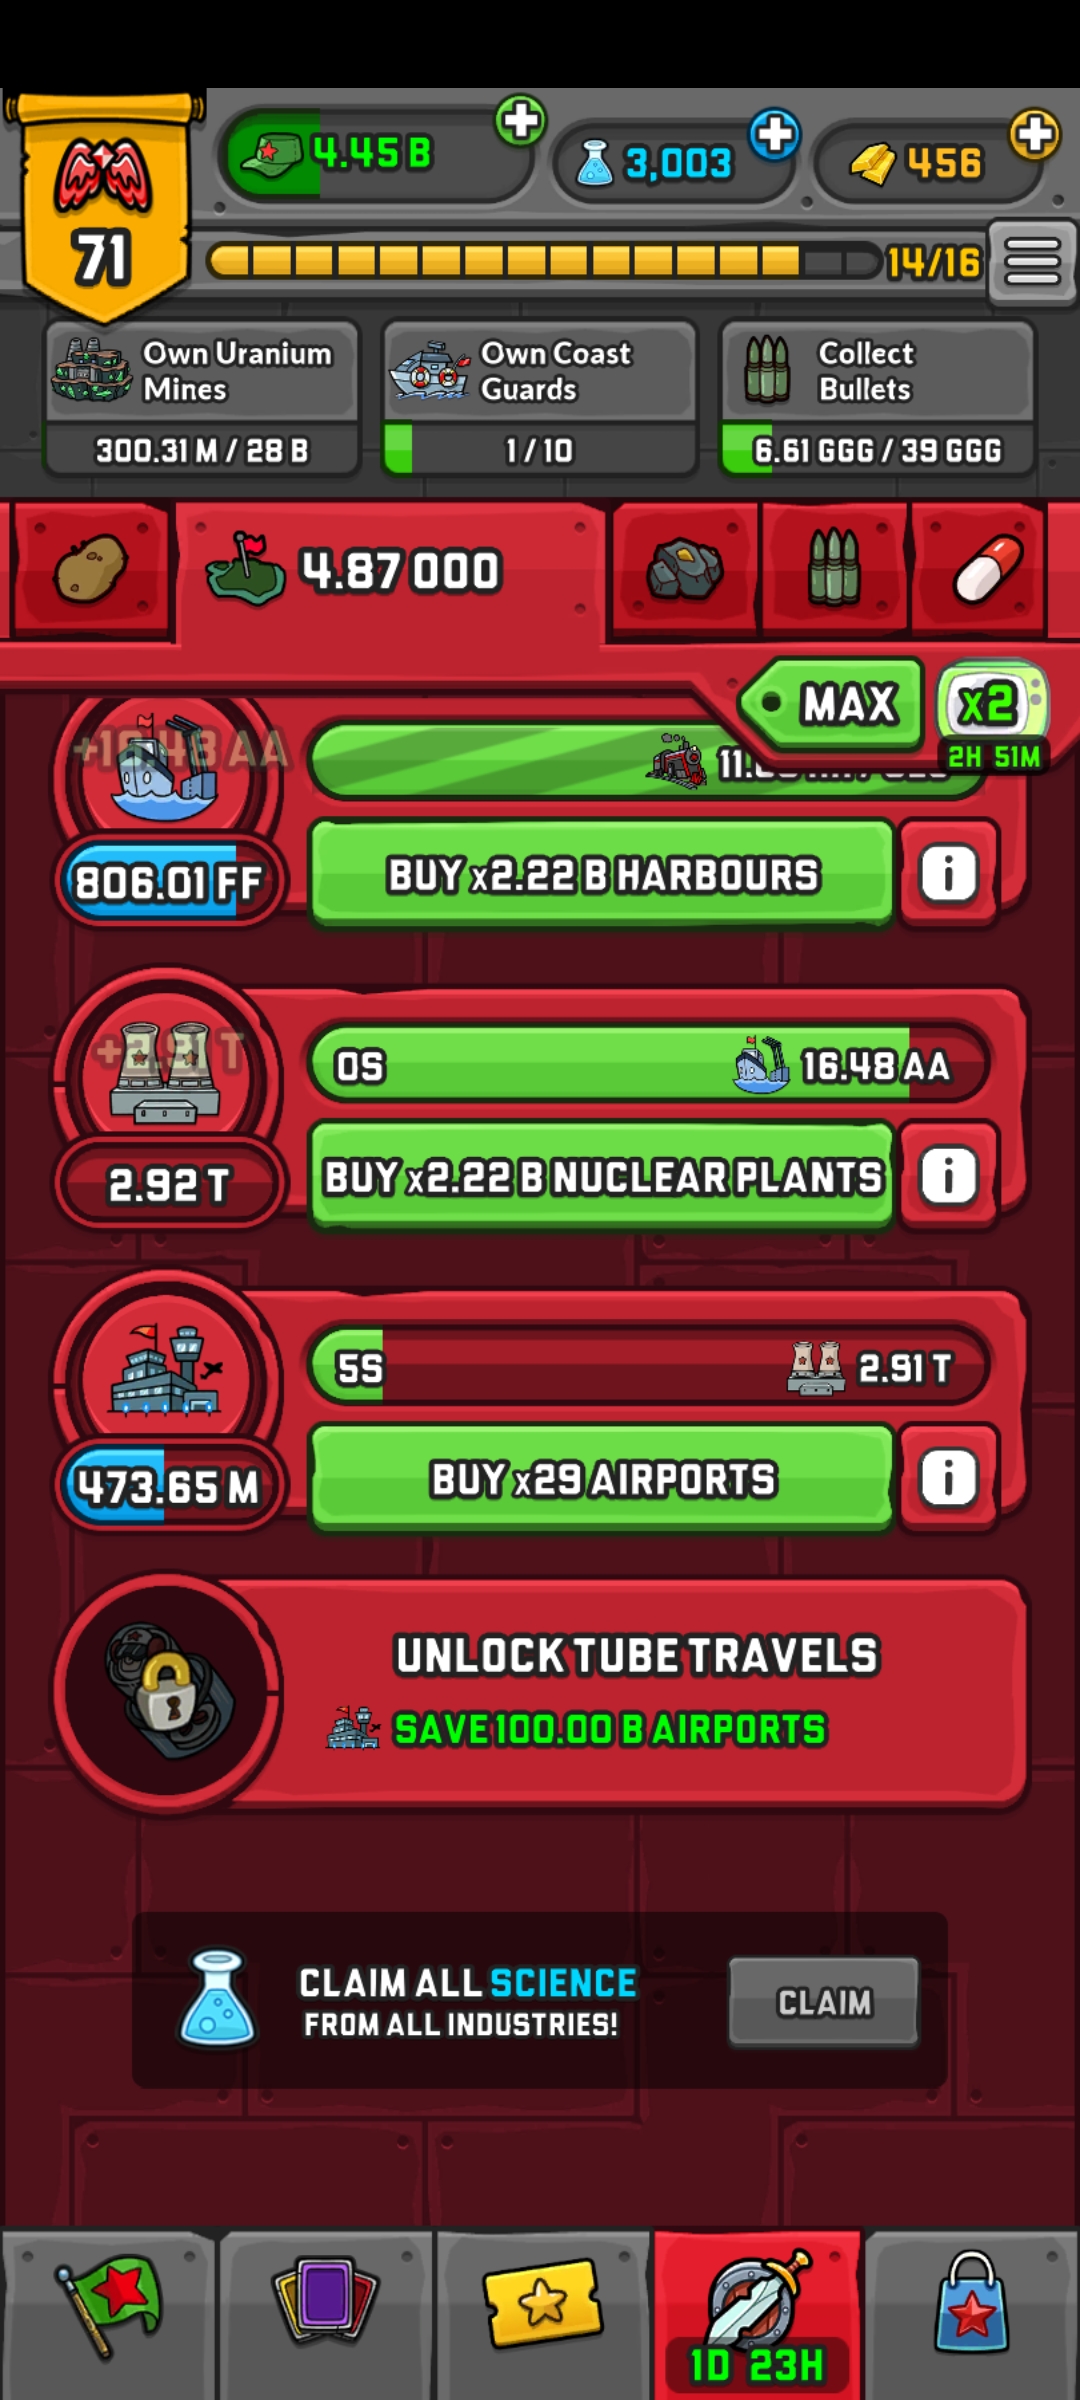 4.45 B
3,003
456
71
14/16
Own Uranium
Mines
300.31 M / 28 B
Own Coast
Guards
1 / 10
Collect
Bullets
6.61 GGG / 39 GGG
4.87 000
MAX
x2
2H 51M
+16.48 AA
806.01 FF
BUY x2.22 B HARBOURS
i
+2.91 T
0S
16.48 AA
2.92 T
BUY x2.22 B NUCLEAR PLANTS
i
5S
2.91 T
473.65 M
BUY x29 AIRPORTS
i
UNLOCK TUBE TRAVELS
SAVE 100.00 B AIRPORTS
CLAIM ALL SCIENCE
FROM ALL INDUSTRIES!
CLAIM
1D 23H